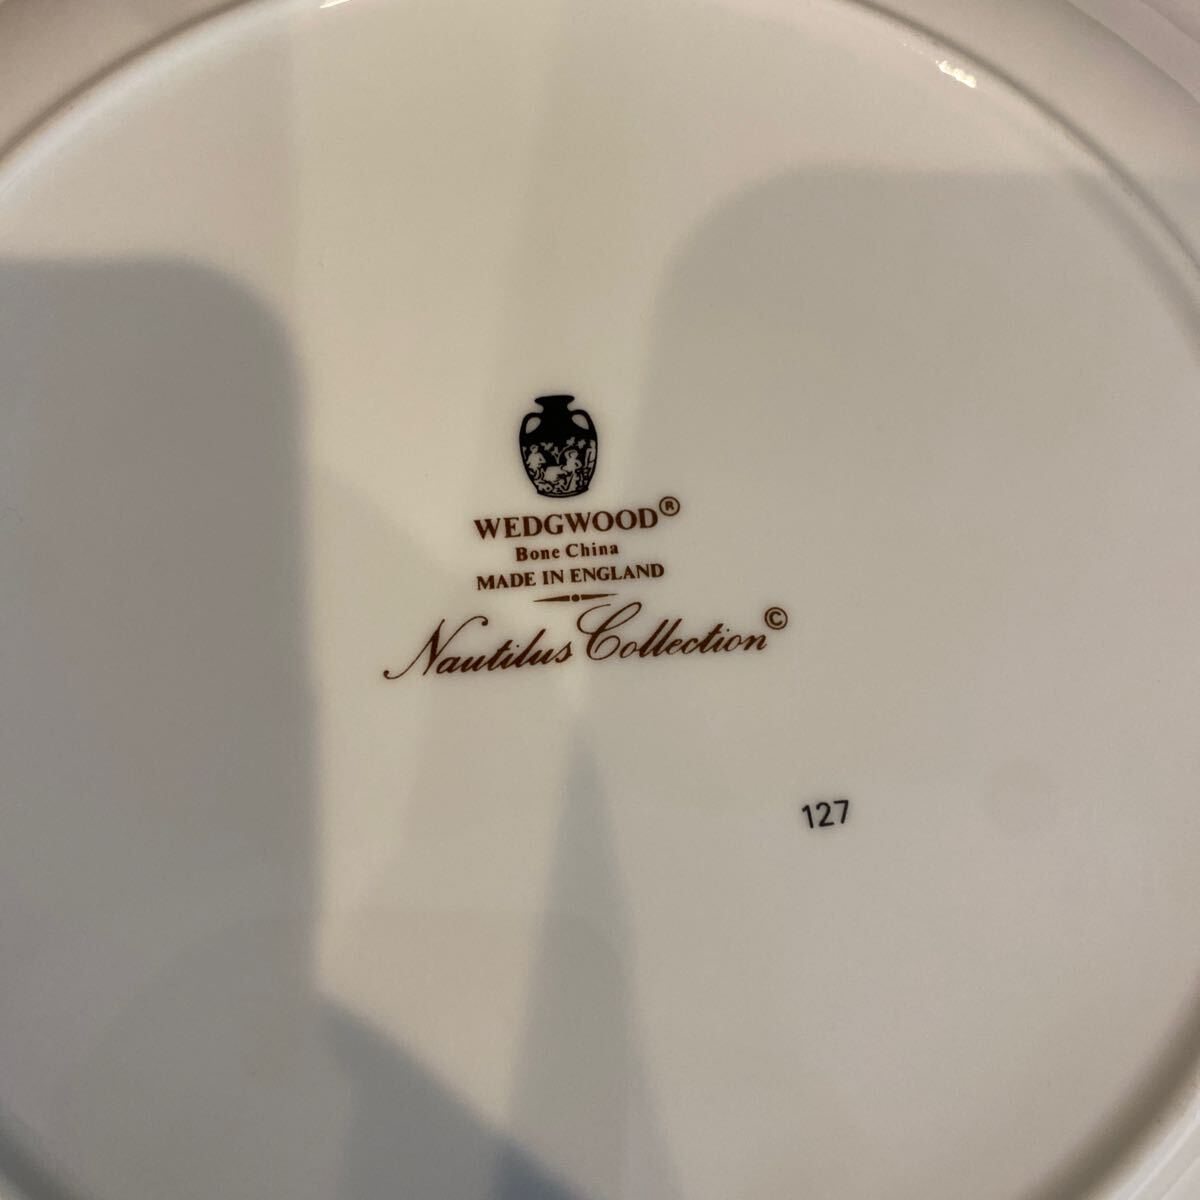 WEDGWOOD®
Bone China
MADE IN ENGLAND
Nautilus Collection©
127